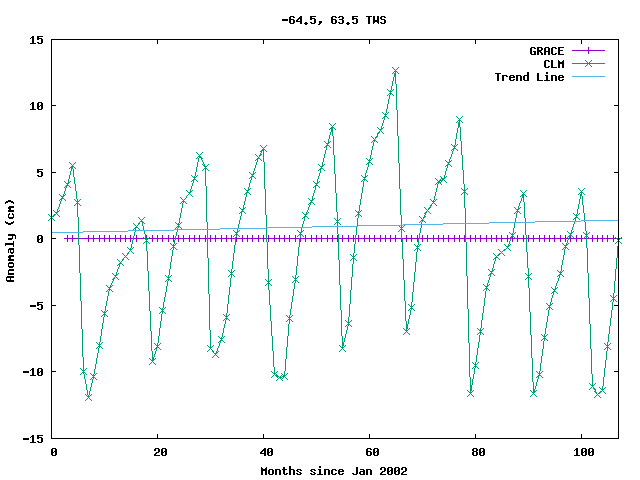 -64.5, 63.5 TWS
15
GRACE
CLM
Trend Line
10
5
0
-5
-10
-15
Anomaly (cm)
0 20 40 60 80 100
Months since Jan 2002